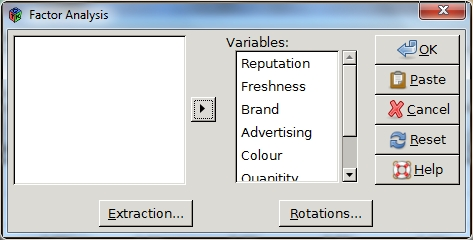 Factor Analysis
Variables:
Reputation
Freshness
Brand
Advertising
Colour
Quanitity
OK
Paste
Cancel
Reset
Help
Extraction...
Rotations...